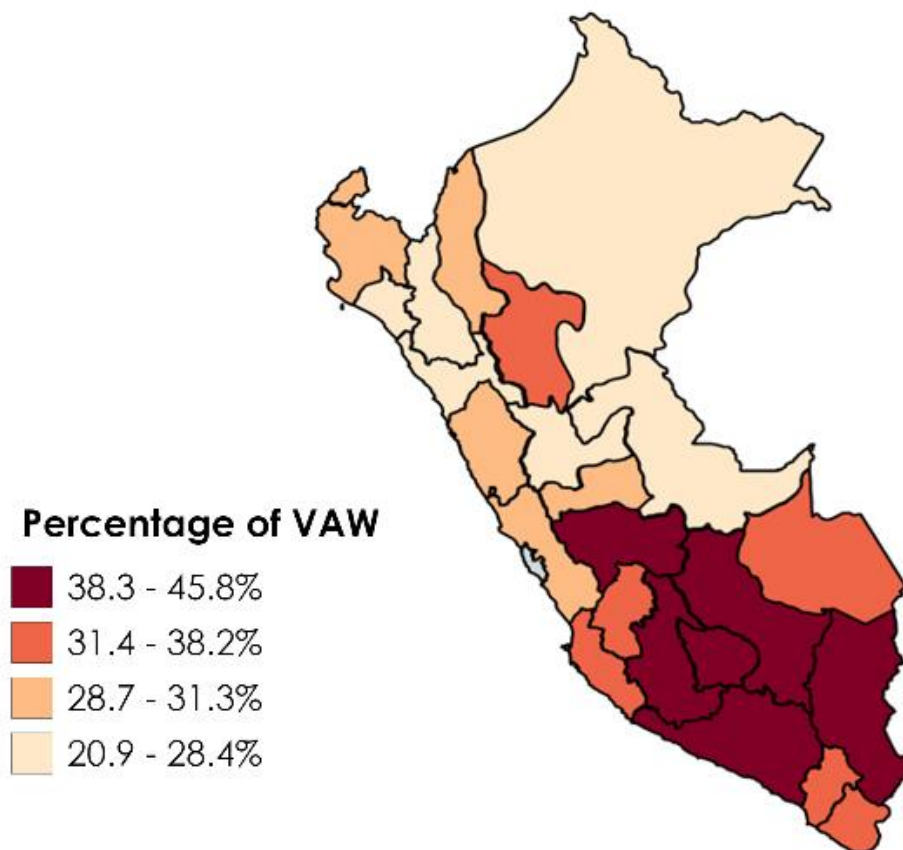 Percentage of VAW
38.3 - 45.8%
31.4 - 38.2%
28.7 - 31.3%
20.9 - 28.4%